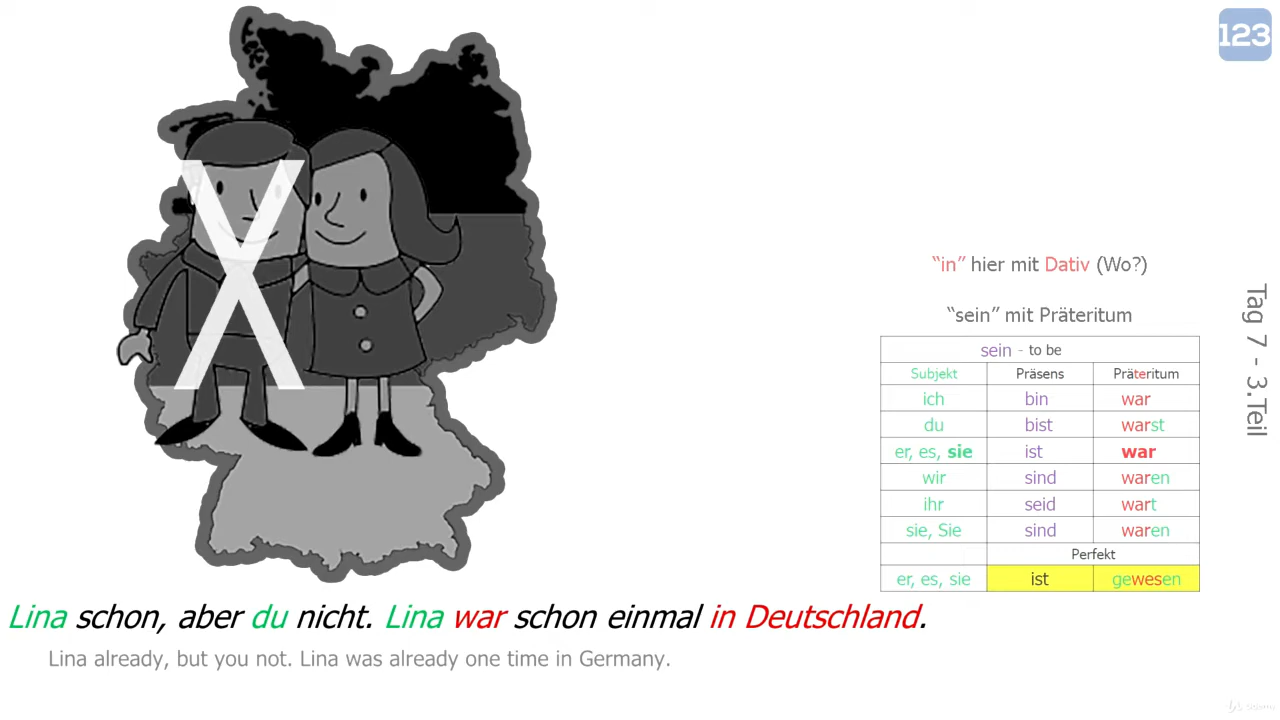 123
"in" hier mit Dativ (Wo?)
"sein" mit Präteritum
sein - to be
Subjekt Präsens Präteritum
ich bin war
du bist warst
er, es, sie ist war
wir sind waren
ihr seid wart
sie, Sie sind waren
Perfekt
er, es, sie ist gewesen
Tag 7 - 3.Teil
Lina schon, aber du nicht. Lina war schon einmal in Deutschland.
Lina already, but you not. Lina was already one time in Germany.